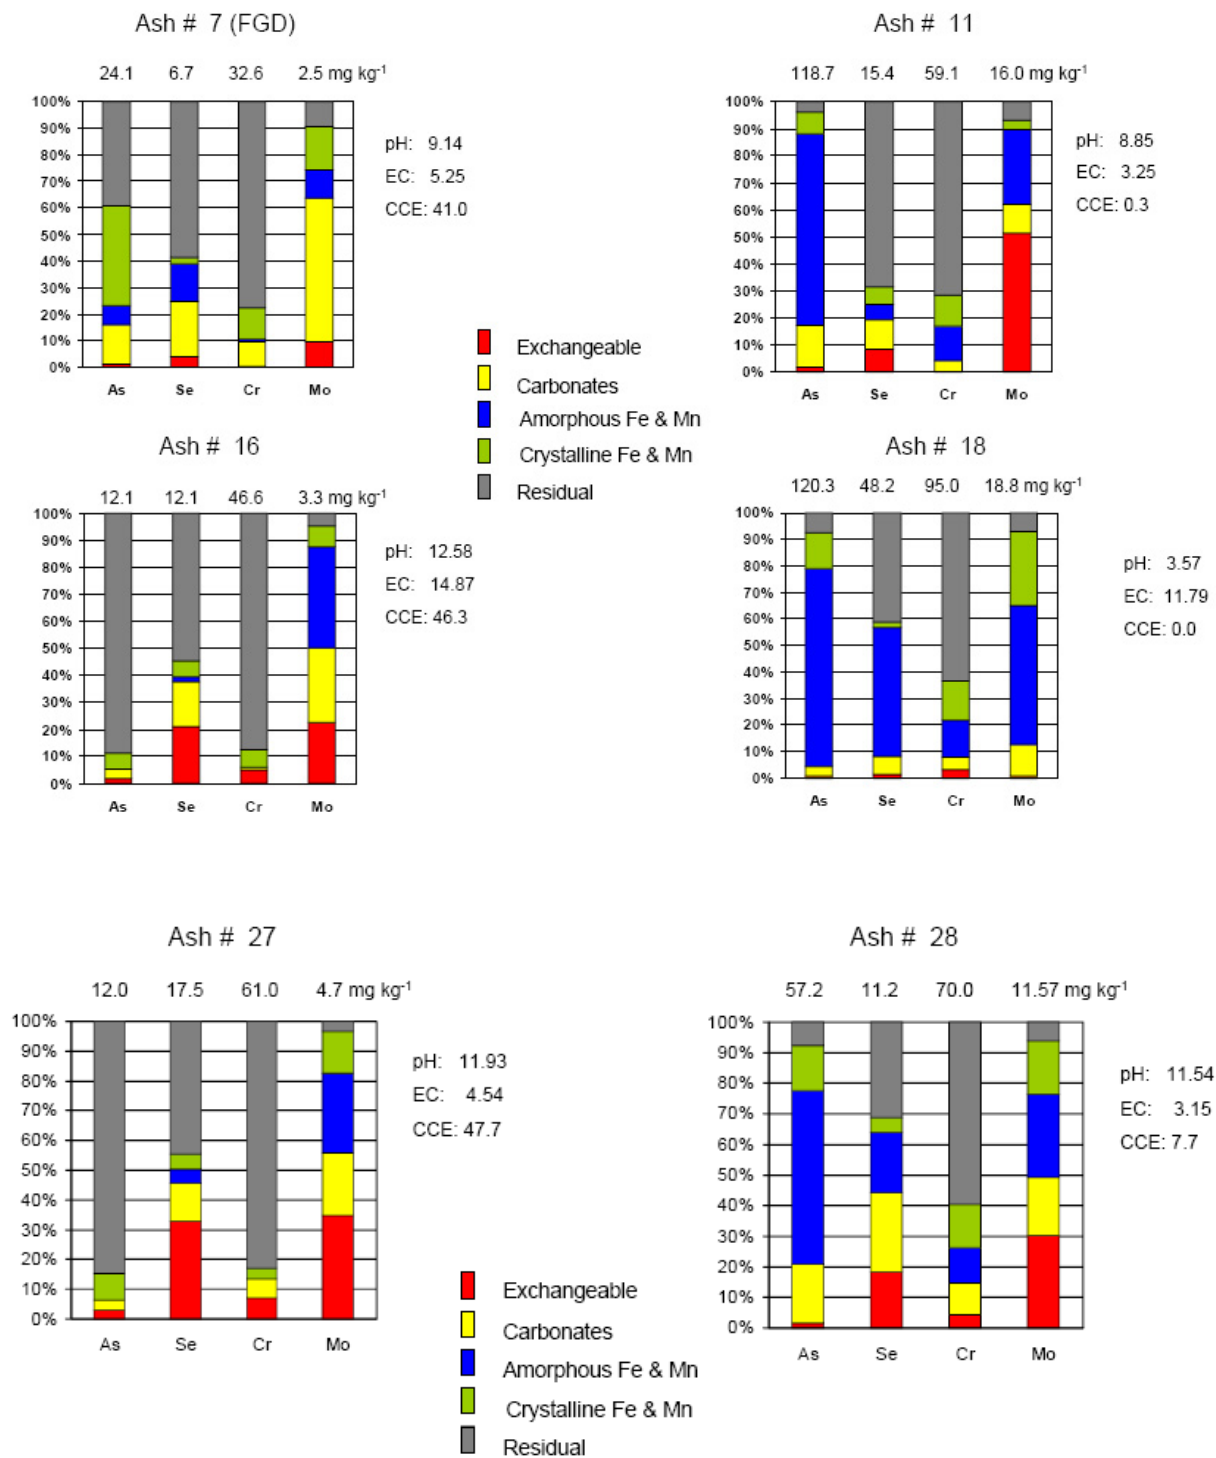 Ash # 7 (FGD)
24.1 6.7 32.6 2.5 mg kg-1
100%
90%
80%
70%
60%
50%
40%
30%
20%
10%
0%
As Se Cr Mo
pH: 9.14
EC: 5.25
CCE: 41.0
Ash # 11
118.7 15.4 59.1 16.0 mg kg-1
100%
90%
80%
70%
60%
50%
40%
30%
20%
10%
0%
As Se Cr Mo
pH: 8.85
EC: 3.25
CCE: 0.3
Exchangeable
Carbonates
Amorphous Fe & Mn
Crystalline Fe & Mn
Residual
Ash # 16
12.1 12.1 46.6 3.3 mg kg-1
100%
90%
80%
70%
60%
50%
40%
30%
20%
10%
0%
As Se Cr Mo
pH: 12.58
EC: 14.87
CCE: 46.3
Ash # 18
120.3 48.2 95.0 18.8 mg kg-1
100%
90%
80%
70%
60%
50%
40%
30%
20%
10%
0%
As Se Cr Mo
pH: 3.57
EC: 11.79
CCE: 0.0
Ash # 27
12.0 17.5 61.0 4.7 mg kg-1
100%
90%
80%
70%
60%
50%
40%
30%
20%
10%
0%
As Se Cr Mo
pH: 11.93
EC: 4.54
CCE: 47.7
Ash # 28
57.2 11.2 70.0 11.57 mg kg-1
100%
90%
80%
70%
60%
50%
40%
30%
20%
10%
0%
As Se Cr Mo
pH: 11.54
EC: 3.15
CCE: 7.7
Exchangeable
Carbonates
Amorphous Fe & Mn
Crystalline Fe & Mn
Residual